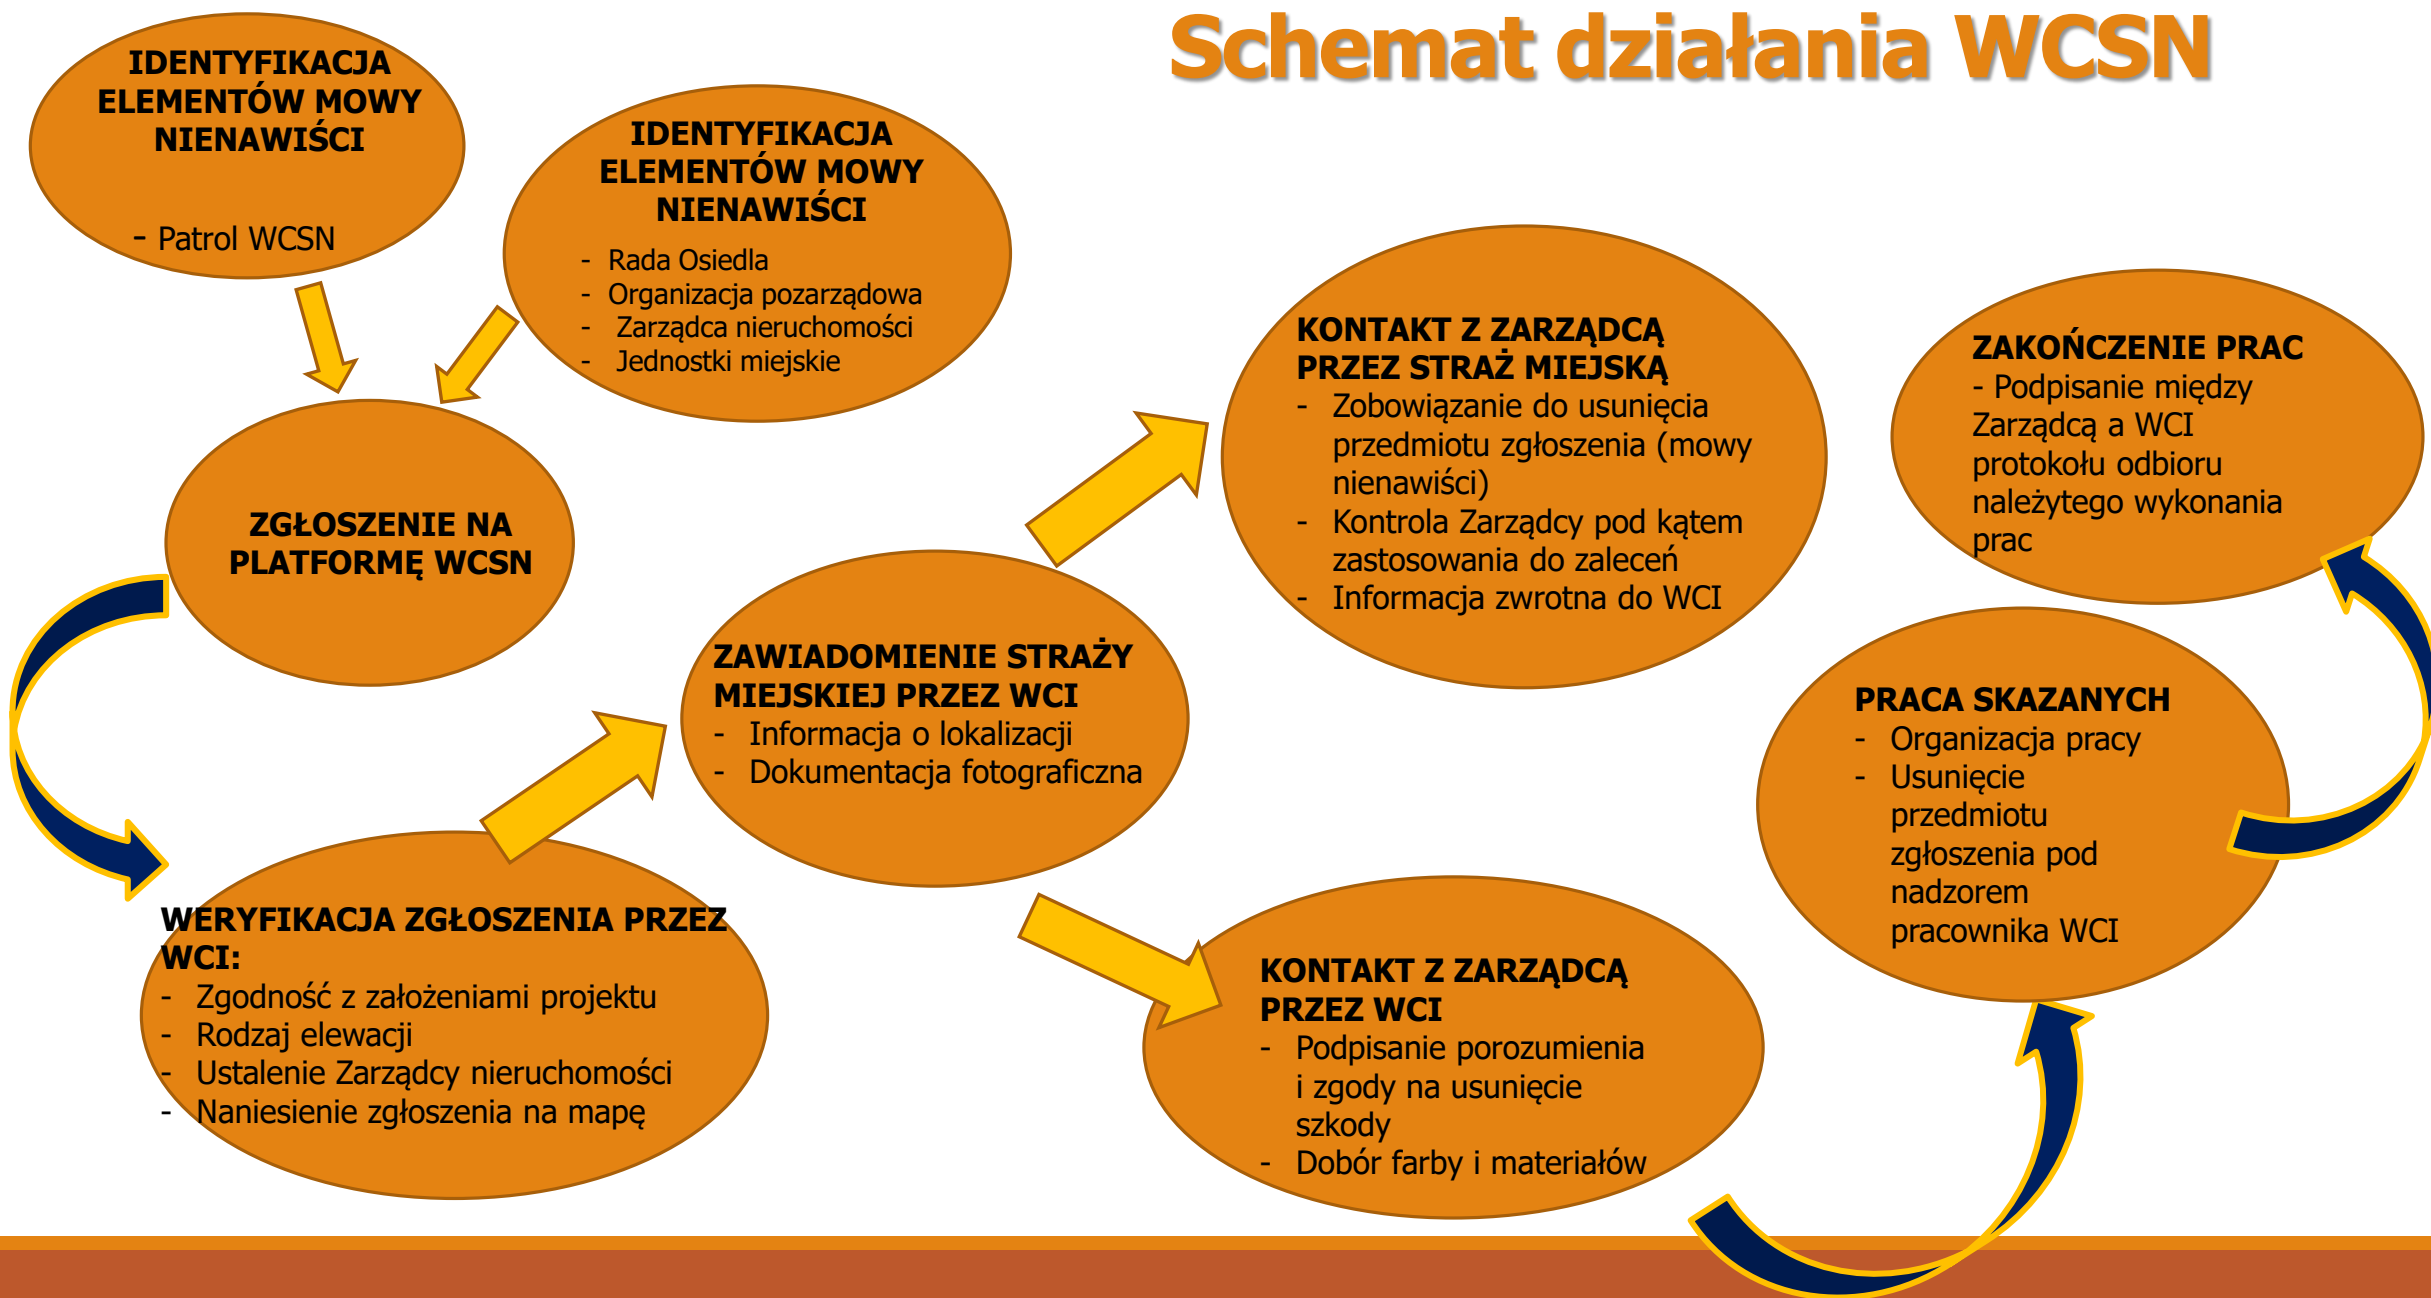 Schemat działania WCSN
IDENTYFIKACJA
ELEMENTÓW MOWY
NIENAWIŚCI
- Patrol WCSN
IDENTYFIKACJA
ELEMENTÓW MOWY
NIENAWIŚCI
- Rada Osiedla
- Organizacja pozarządowa
- Zarządca nieruchomości
- Jednostki miejskie
ZGŁOSZENIE NA
PLATFORMĘ WCSN
WERYFIKACJA ZGŁOSZENIA PRZEZ
WCI:
- Zgodność z założeniami projektu
- Rodzaj elewacji
- Ustalenie Zarządcy nieruchomości
- Naniesienie zgłoszenia na mapę
ZAWIADOMIENIE STRAŻY
MIEJSKIEJ PRZEZ WCI
- Informacja o lokalizacji
- Dokumentacja fotograficzna
KONTAKT Z ZARZĄDCĄ
PRZEZ STRAŻ MIEJSKĄ
- Zobowiązanie do usunięcia
przedmiotu zgłoszenia (mowy
nienawiści)
- Kontrola Zarządcy pod kątem
zastosowania do zaleceń
- Informacja zwrotna do WCI
KONTAKT Z ZARZĄDCĄ
PRZEZ WCI
- Podpisanie porozumienia
i zgody na usunięcie
szkody
- Dobór farby i materiałów
PRACA SKAZANYCH
- Organizacja pracy
- Usunięcie
przedmiotu
zgłoszenia pod
nadzorem
pracownika WCI
ZAKOŃCZENIE PRAC
- Podpisanie między
Zarządcą a WCI
protokołu odbioru
należytego wykonania
prac